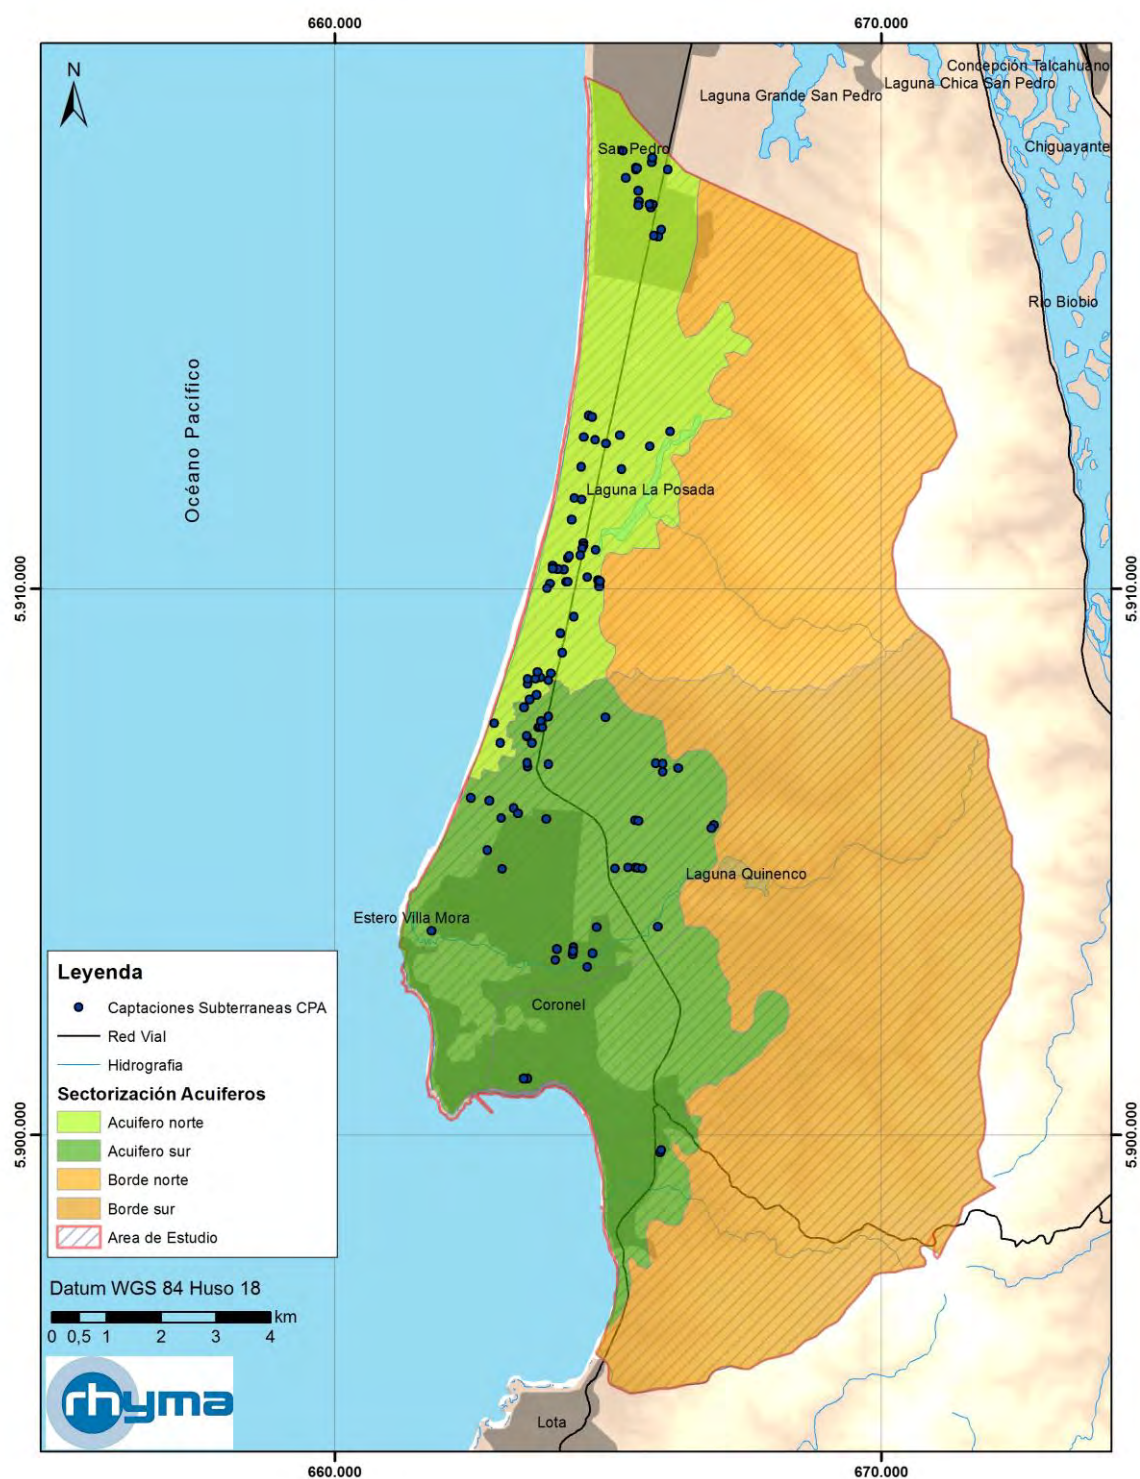 660.000
670.000
N
Concepción Talcahuano
Laguna Chica San Pedro
Laguna Grande San Pedro
San Pedro
Chiguayante
Rio Biobio
Océano Pacífico
Laguna La Posada
5.910.000
5.910.000
Laguna Quinenco
Estero Villa Mora
Coronel
Leyenda
Captaciones Subterraneas CPA
Red Vial
Hidrografia
Sectorización Acuiferos
Acuifero norte
Acuifero sur
Borde norte
Borde sur
Area de Estudio
5.900.000
5.900.000
Datum WGS 84 Huso 18
km
0 0,5 1 2 3 4
rhyma
Lota
660.000
670.000